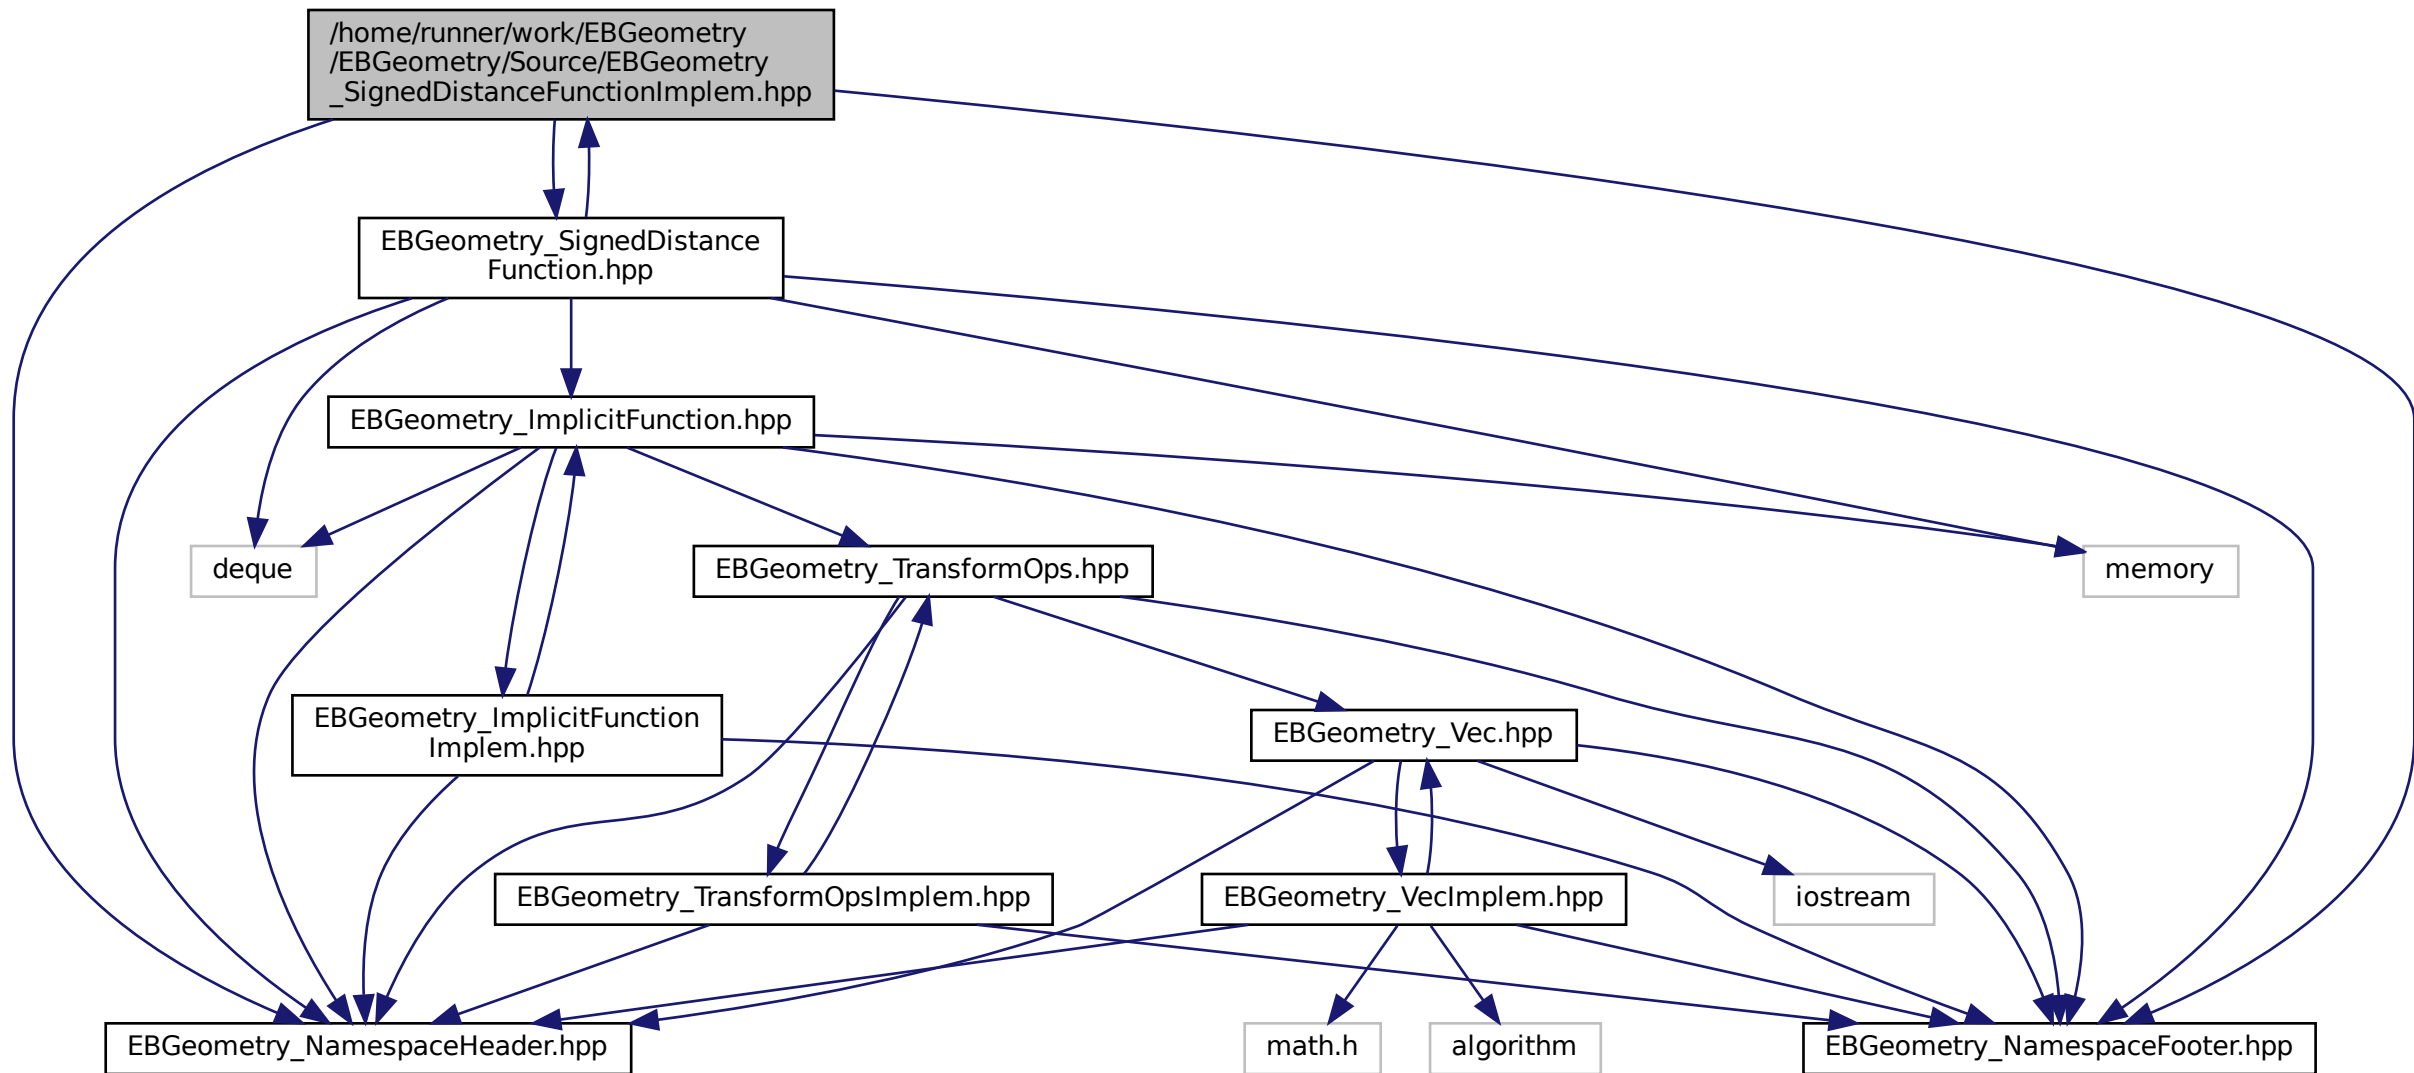 /home/runner/work/EBGeometry
/EBGeometry/Source/EBGeometry
_SignedDistanceFunctionImplem.hpp
EBGeometry_SignedDistance
Function.hpp
EBGeometry_ImplicitFunction.hpp
deque
EBGeometry_TransformOps.hpp
memory
EBGeometry_ImplicitFunction
Implem.hpp
EBGeometry_Vec.hpp
EBGeometry_TransformOpsImplem.hpp
EBGeometry_VecImplem.hpp
iostream
EBGeometry_NamespaceHeader.hpp
math.h
algorithm
EBGeometry_NamespaceFooter.hpp